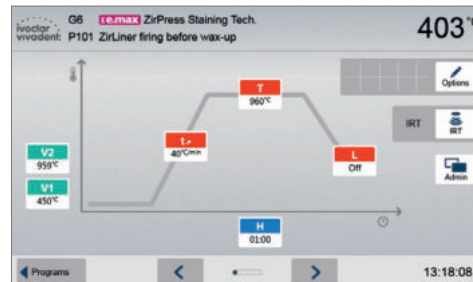 ivoclar
vivadent
G6 e.max ZirPress Staining Tech.
P101 ZirLiner firing before wax-up
403
Options
T
960°C
IRT
IRT
t↗
40°C/min
V2
959°C
L
Off
Admin
V1
450°C
H
01:00
Programs
13:18:08